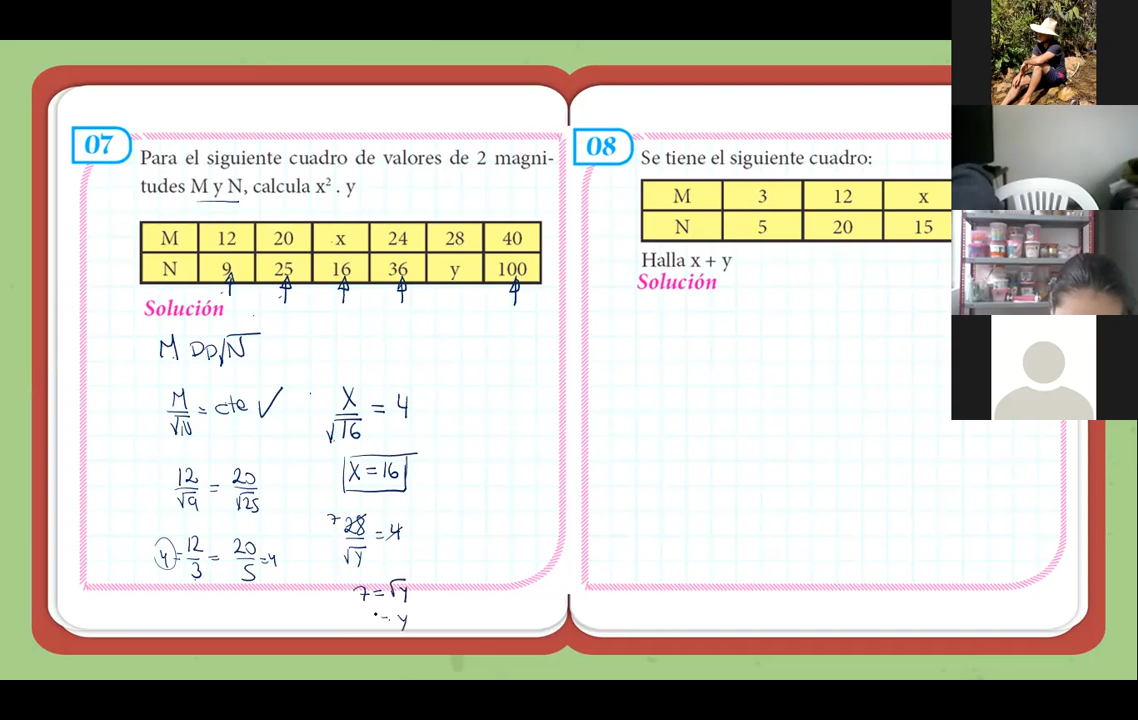 07
Para el siguiente cuadro de valores de 2 magni-
tudes M y N, calcula x² . y
M 12 20 x 24 28 40
N 9 25 16 36 y 100
Solución
M DP √N
M/√N = cte ✓
12/√9 = 20/√25
4 = 12/3 = 20/5 = 4
X/√16 = 4
X = 16
7 28/√y = 4
7 = √y
y
08
Se tiene el siguiente cuadro:
M 3 12 x
N 5 20 15
Halla x + y
Solución